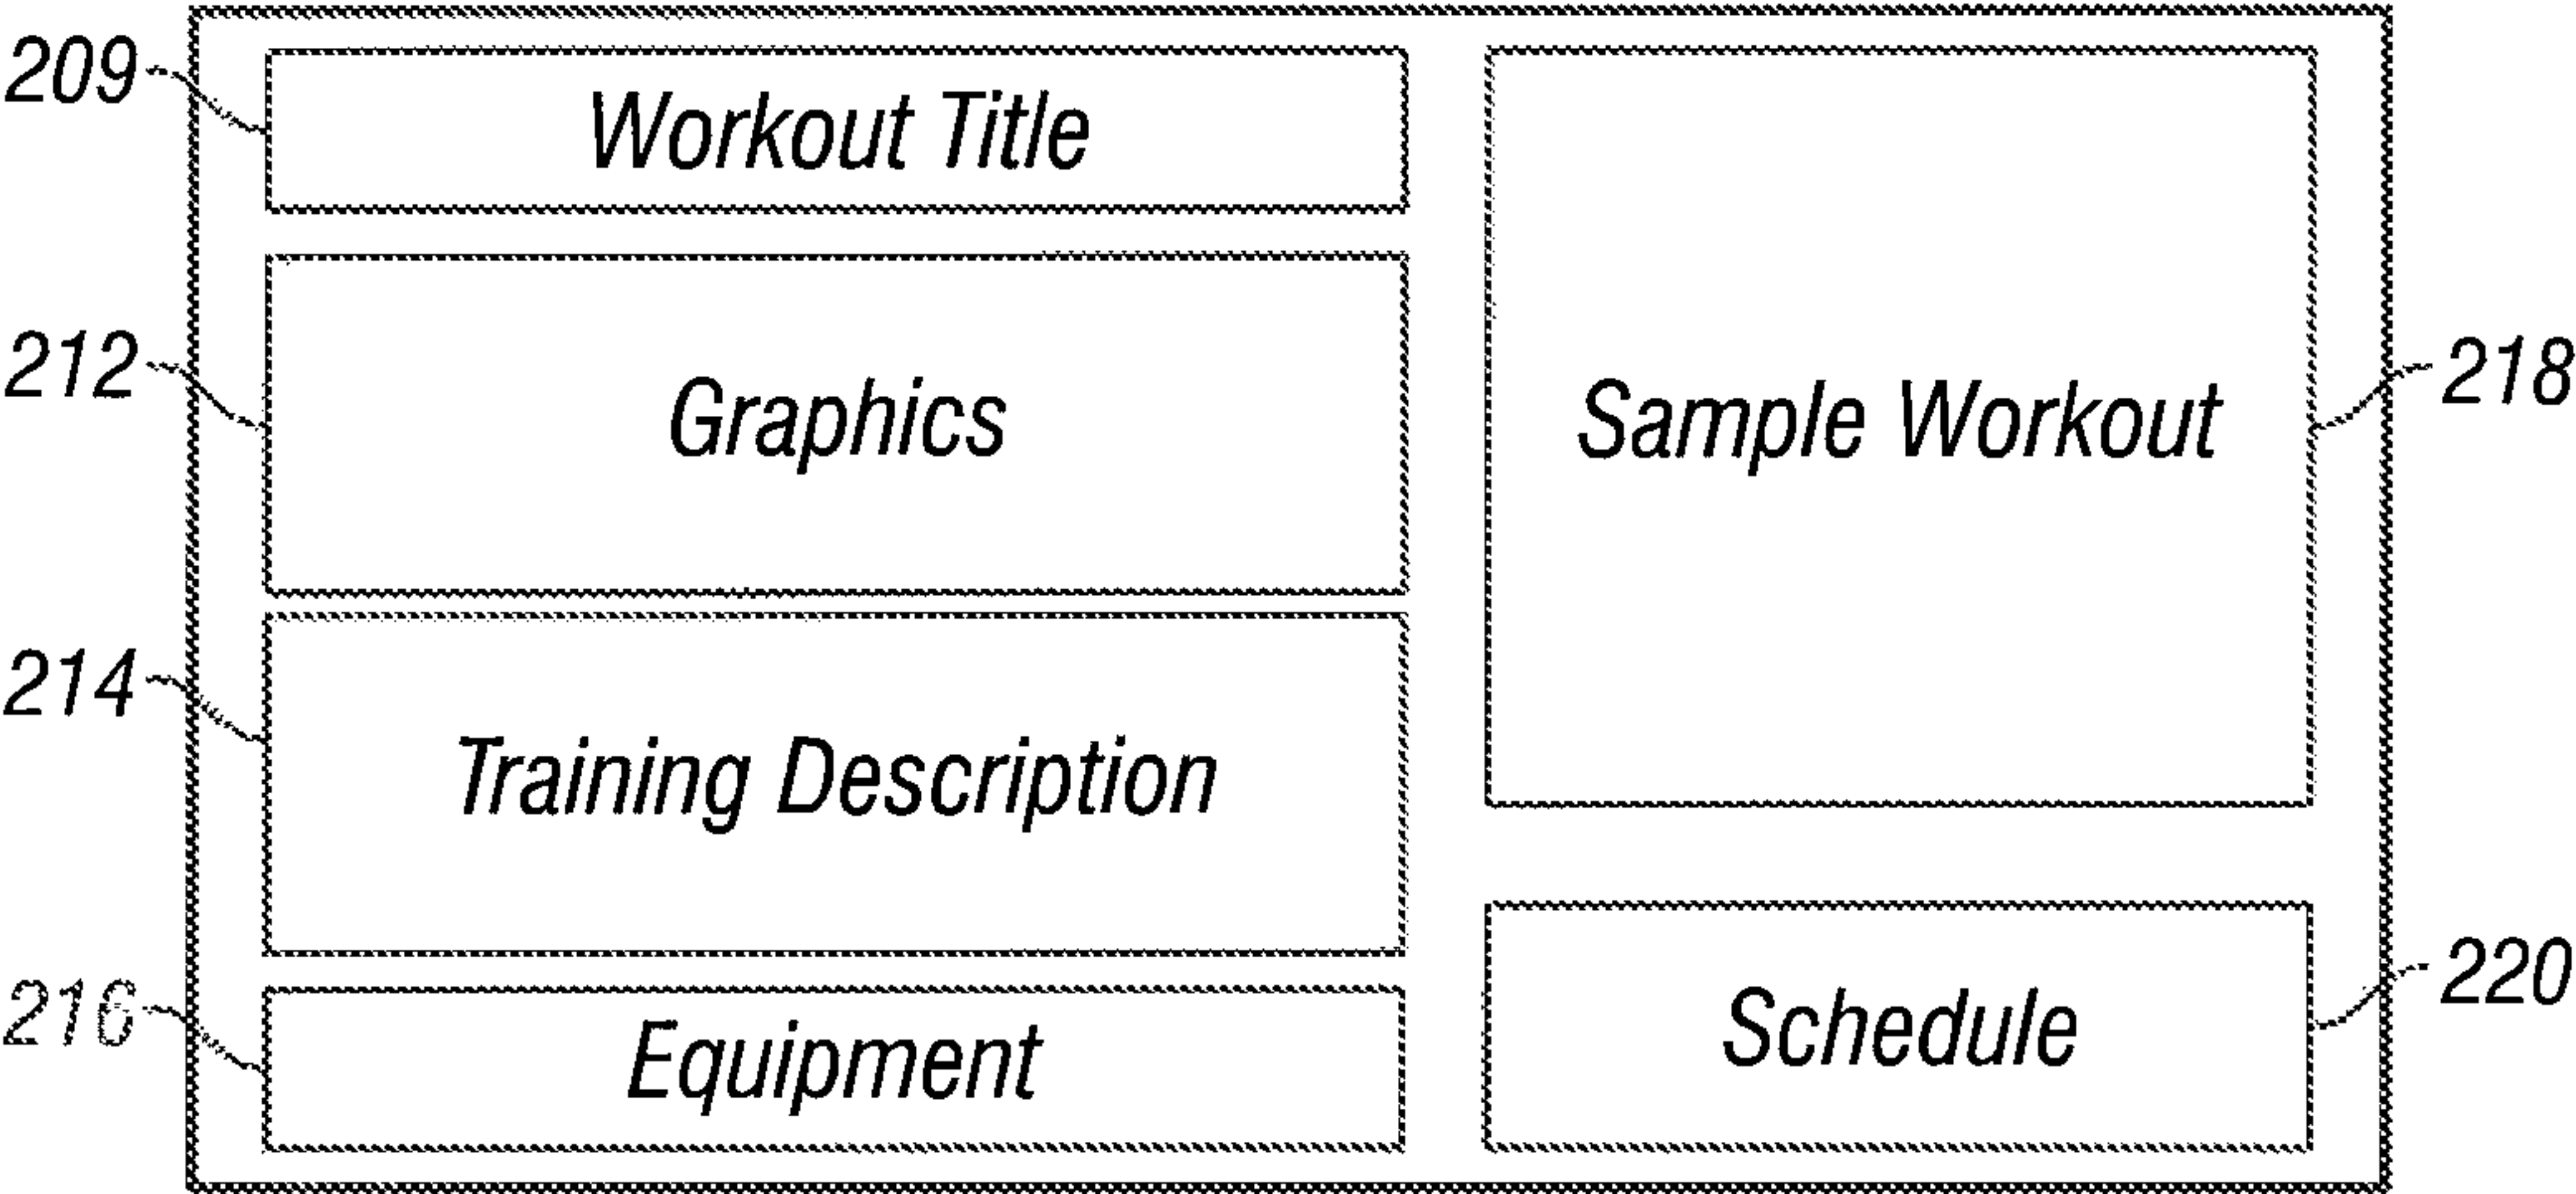 209
Workout Title
212
Graphics
214
Training Description
216
Equipment
Sample Workout
218
Schedule
220